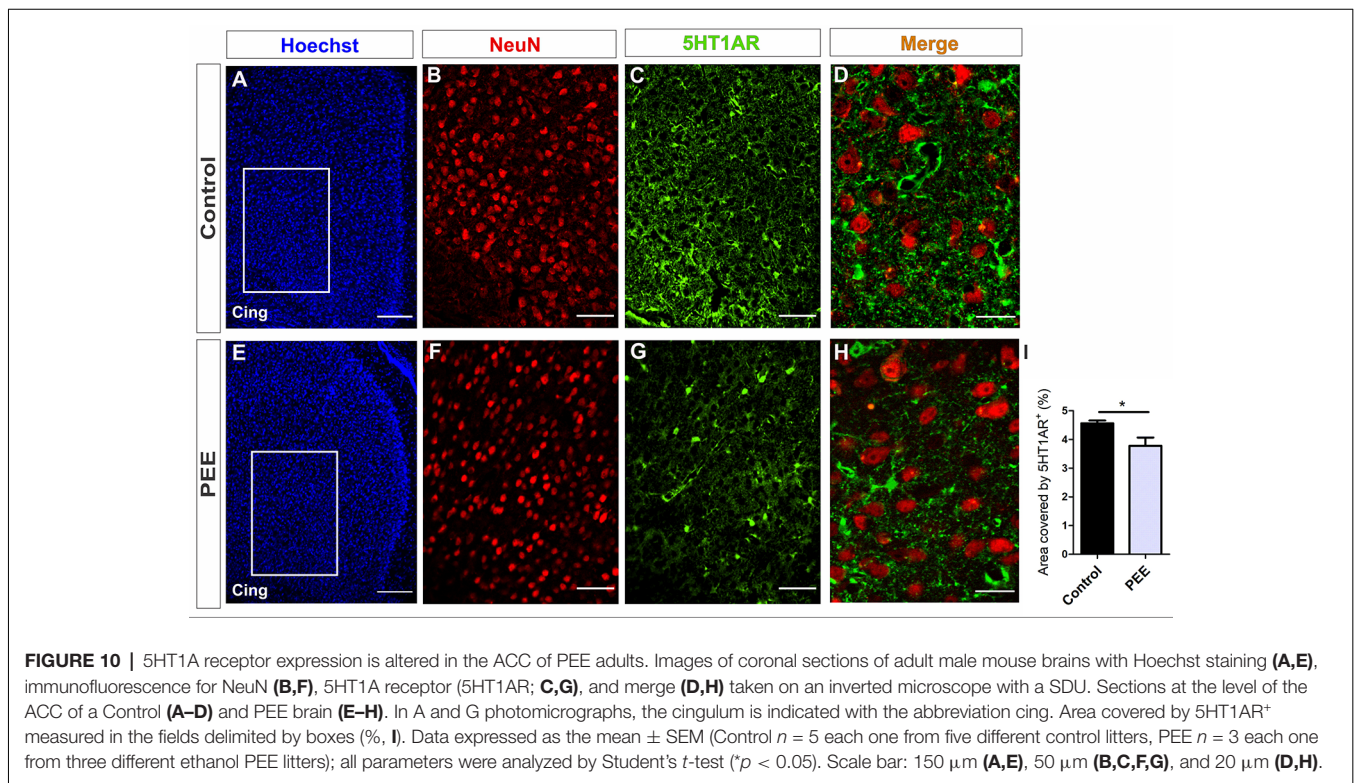 Hoechst NeuN 5HT1AR Merge
Control
A B C D
Cing
PEE
E F G H I
Cing
Area covered by 5HT1AR⁺ (%)
5
4
3
2
1
0
*
Control PEE
FIGURE 10 | 5HT1A receptor expression is altered in the ACC of PEE adults. Images of coronal sections of adult male mouse brains with Hoechst staining (A,E),
immunofluorescence for NeuN (B,F), 5HT1A receptor (5HT1AR; C,G), and merge (D,H) taken on an inverted microscope with a SDU. Sections at the level of the
ACC of a Control (A–D) and PEE brain (E–H). In A and G photomicrographs, the cingulum is indicated with the abbreviation cing. Area covered by 5HT1AR⁺
measured in the fields delimited by boxes (%, I). Data expressed as the mean ± SEM (Control n = 5 each one from five different control litters, PEE n = 3 each one
from three different ethanol PEE litters); all parameters were analyzed by Student's t-test (*p < 0.05). Scale bar: 150 μm (A,E), 50 μm (B,C,F,G), and 20 μm (D,H).